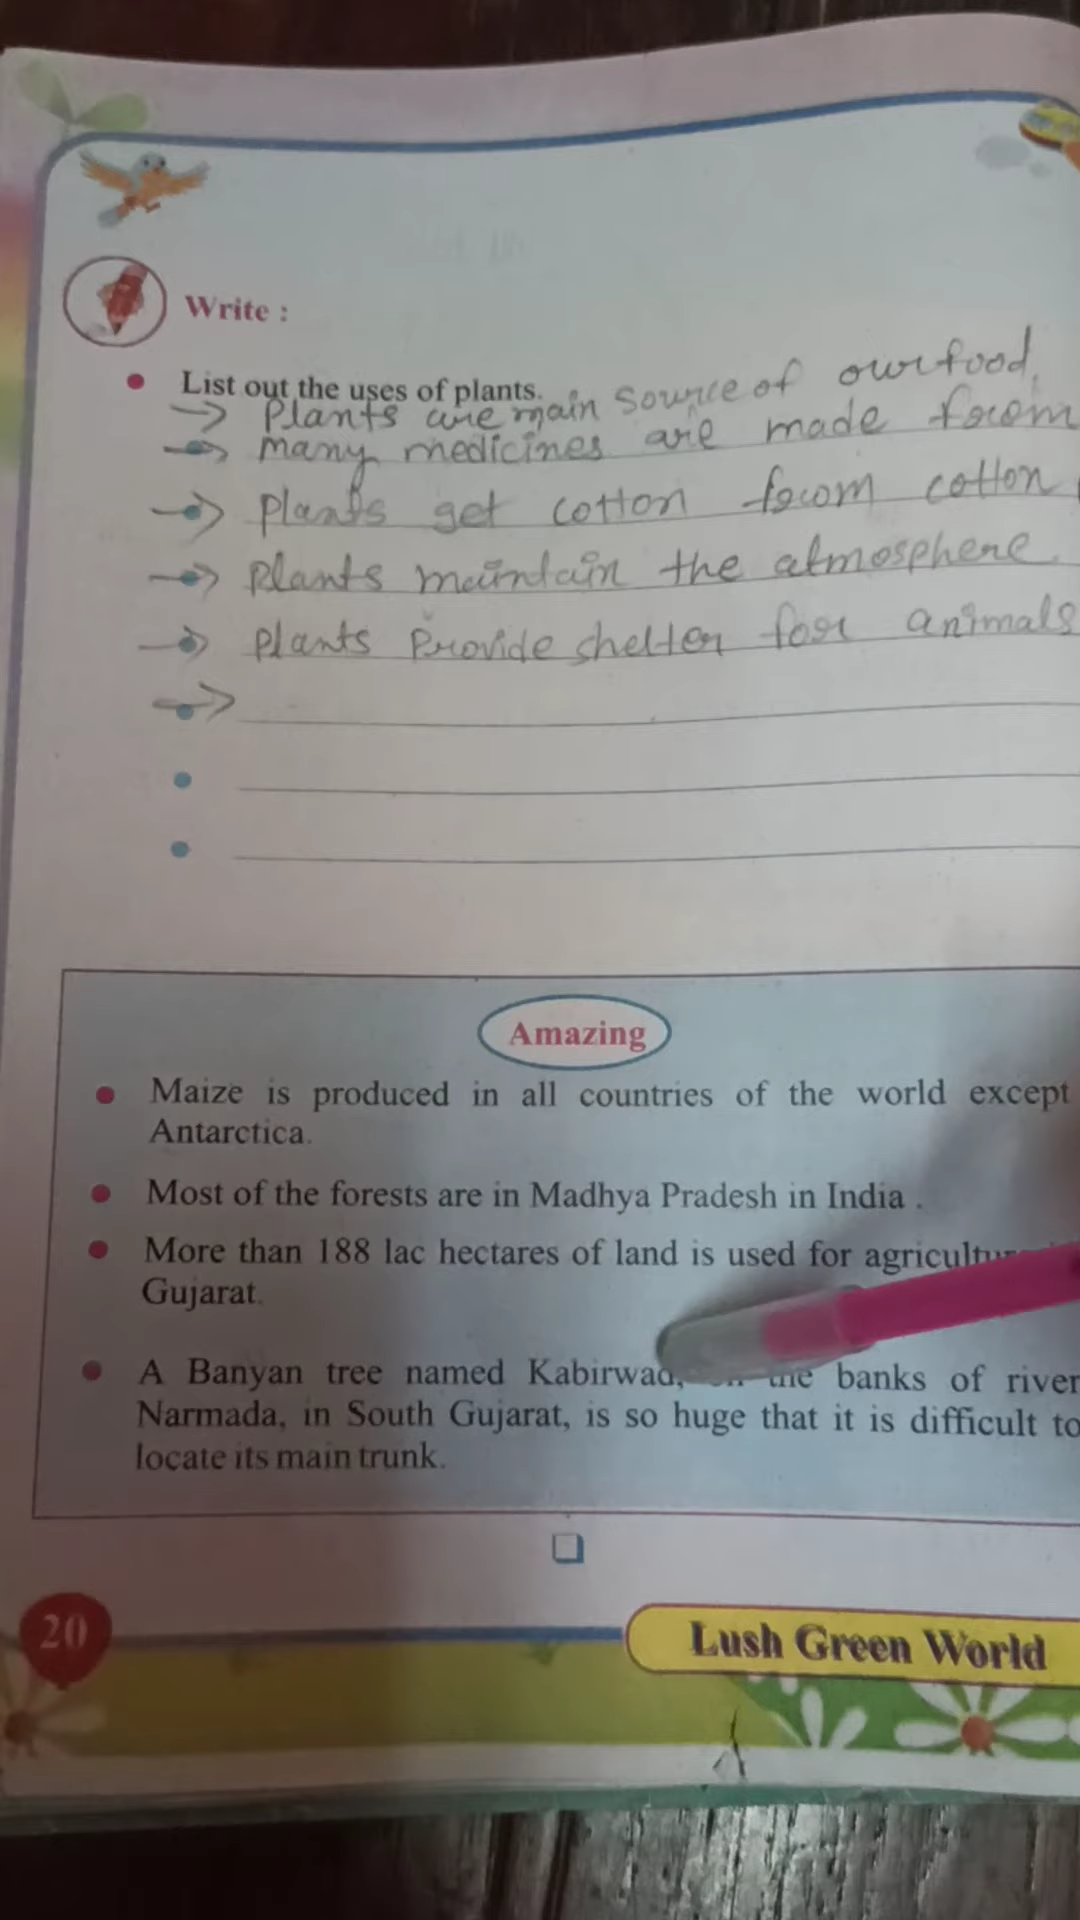 Write :
List out the uses of plants.
→ Plants are main source of our food.
→ many medicines are made from
→ plants get cotton from cotton
→ plants maintain the atmosphere.
→ plants provide shelter for animals
→
Amazing
Maize is produced in all countries of the world except
Antarctica.
Most of the forests are in Madhya Pradesh in India .
More than 188 lac hectares of land is used for
Gujarat.
A Banyan tree named the banks of river
Narmada, in South Gujarat, is so huge that it is difficult to
locate its main trunk.
20
Lush Green World